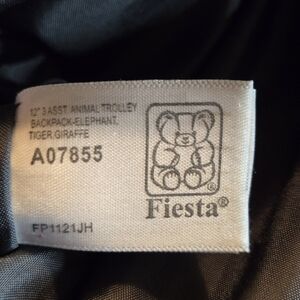 12" 3 ASST. ANIMAL TROLLEY
BACKPACK-ELEPHANT,
TIGER,GIRAFFE
A07855
FP1121JH
®
Fiesta®